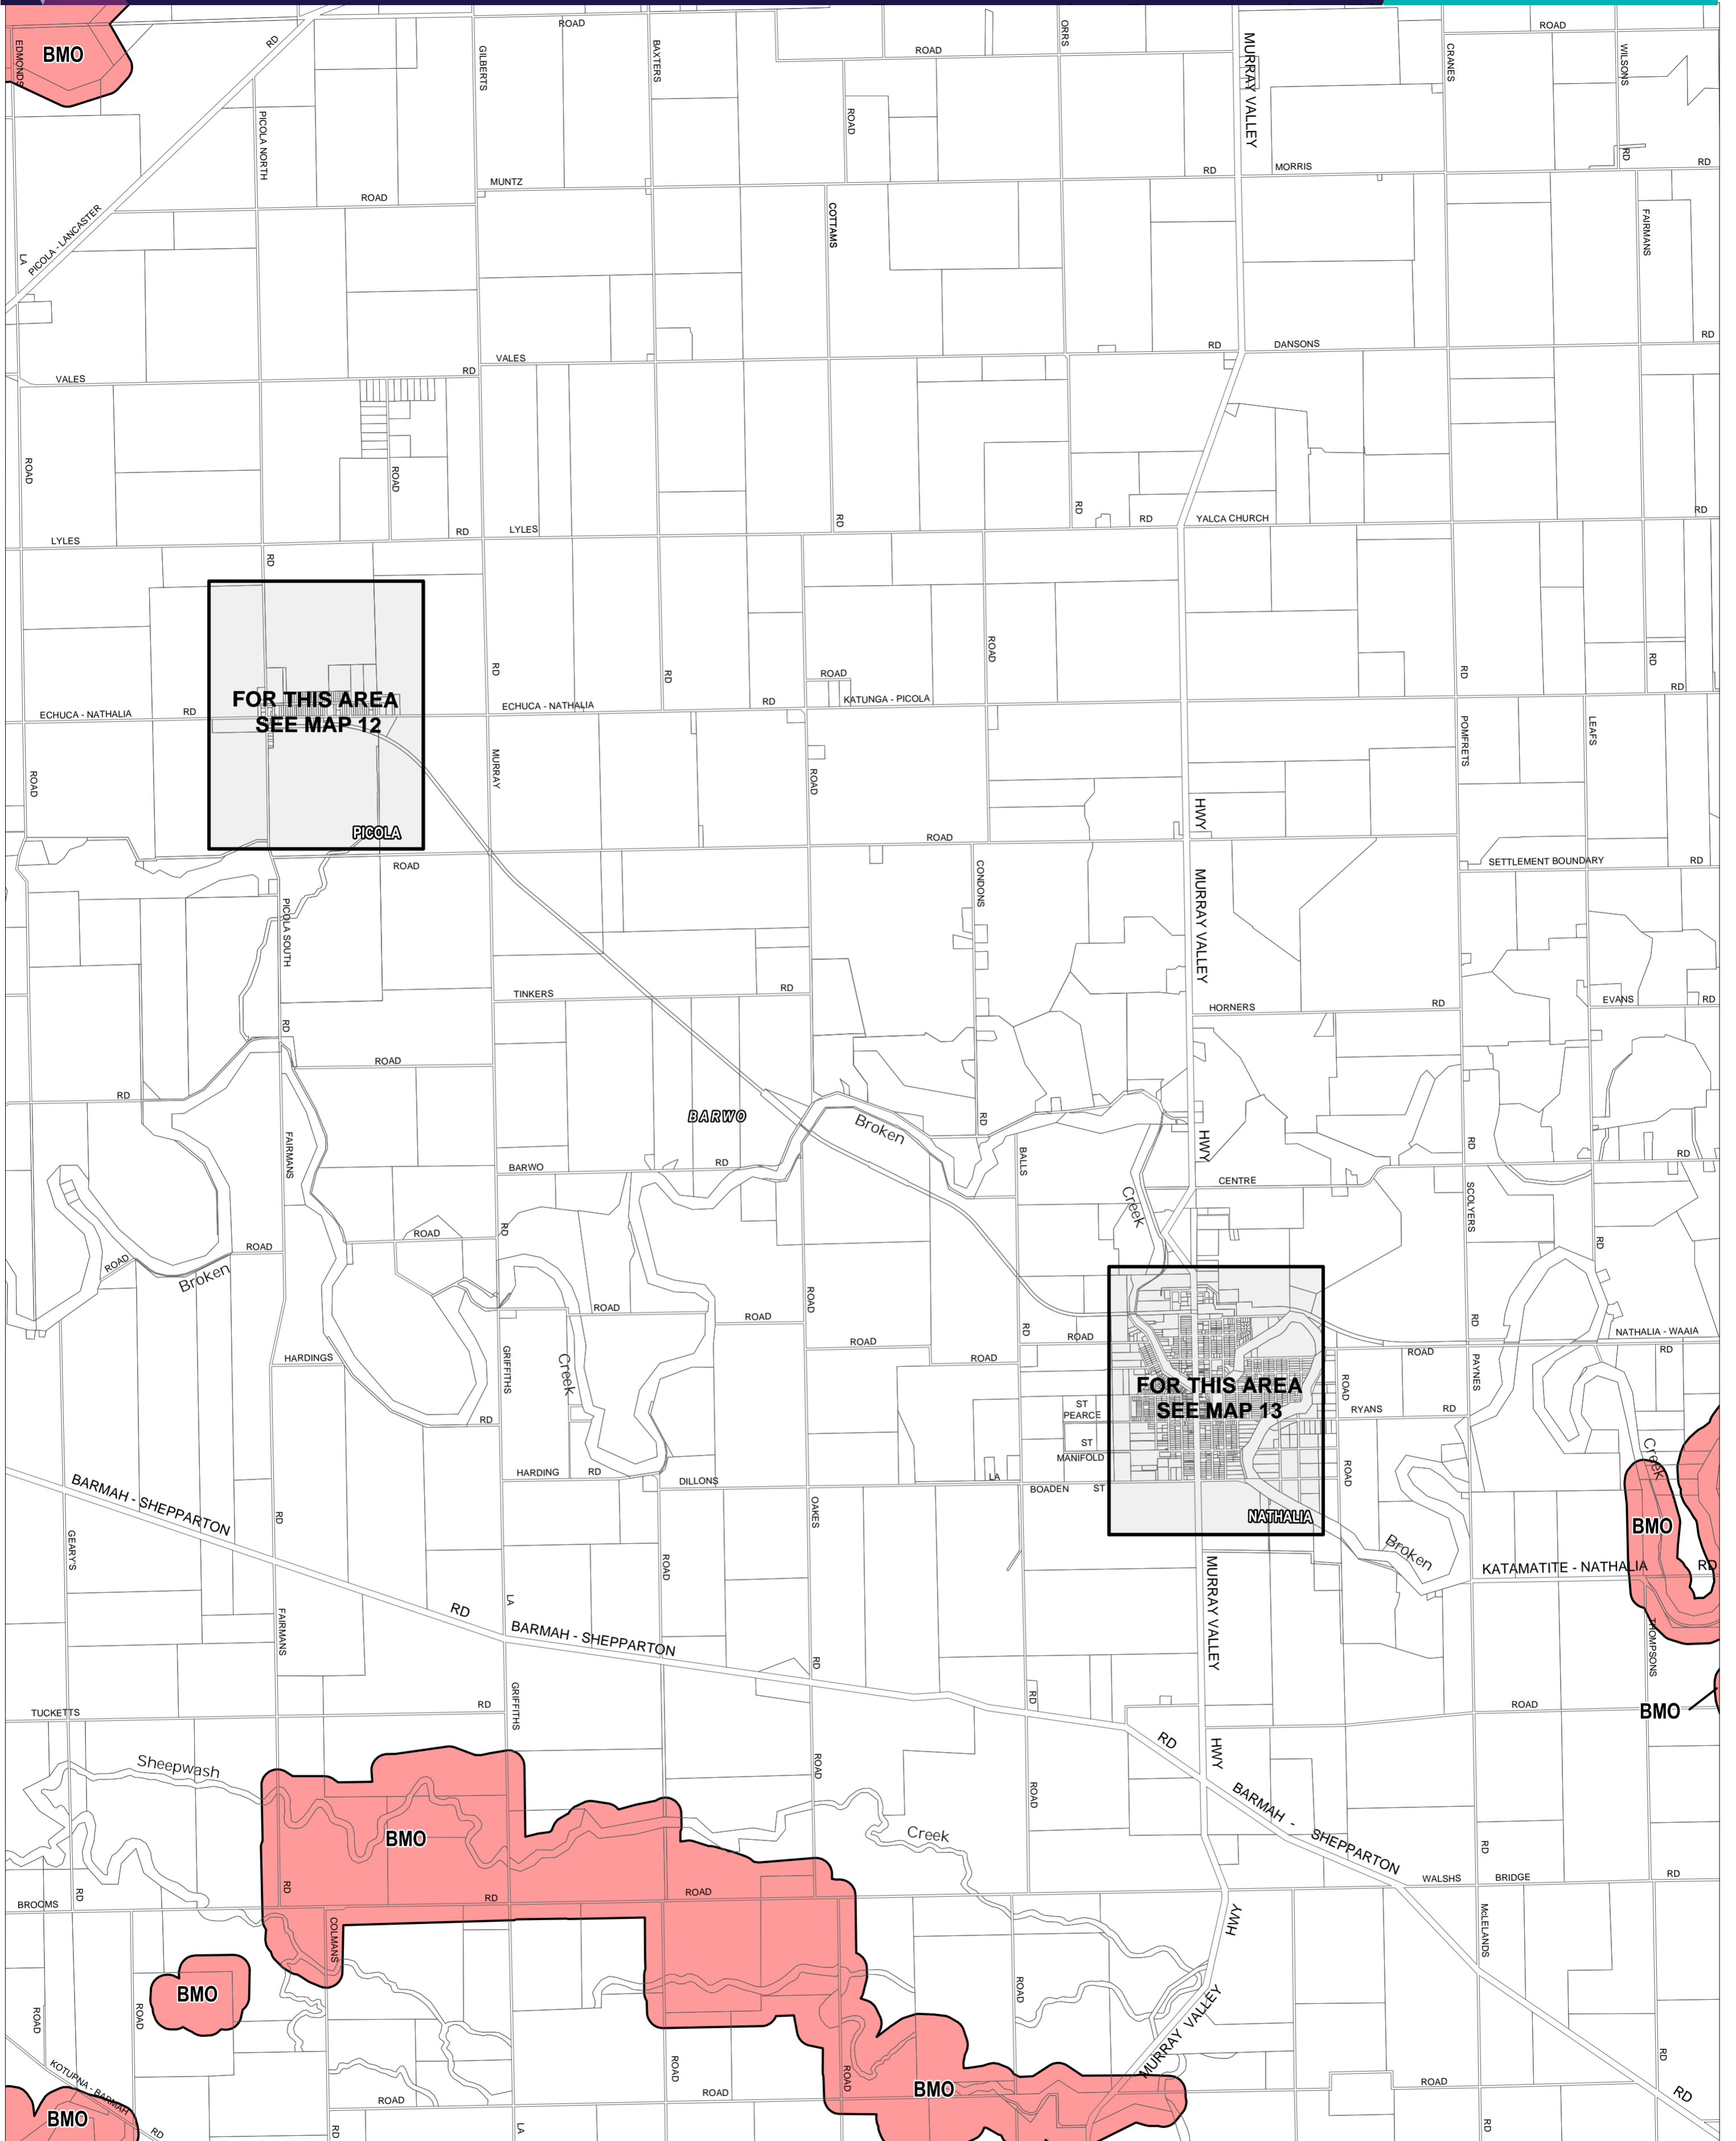 ROAD
ROAD
ORRS
ROAD
EDMONDS
BMO
RD
GILBERTS
BAXTERS
ROAD
MURRAY VALLEY
CRANES
WILSONS
PICOLA NORTH
ROAD
RD
MUNTZ
ROAD
RD
MORRIS
RD
PICOLA - LANCASTER
LA
COTTAMS
FAIRMANS
VALES
RD
VALES
RD
DANSONS
RD
ROAD
ROAD
LYLES
RD
LYLES
RD
RD
RD
YALCA CHURCH
RD
RD
ROAD
RD
RD
RD
RD
RD
FOR THIS AREA
SEE MAP 12
ECHUCA - NATHALIA
RD
ECHUCA - NATHALIA
RD
ROAD
KATUNGA - PICOLA
POMFRETS
LEAFS
ROAD
MURRAY
ROAD
HWY
PICOLA
ROAD
ROAD
SETTLEMENT BOUNDARY
RD
CONDONS
MURRAY VALLEY
PICOLA SOUTH
TINKERS
RD
HORNERS
RD
EVANS
RD
RD
ROAD
RD
BARWO
Broken
RD
HWY
RD
FAIRMANS
BARWO
RD
BALLS
CENTRE
RD
SCOLYERS
Creek
RD
ROAD
ROAD
ROAD
Broken
RD
ROAD
ROAD
ROAD
ROAD
ROAD
RD
ROAD
RD
NATHALIA - WAAIA
RD
HARDINGS
GRIFFITHS
Creek
ROAD
ROAD
PAYNES
FOR THIS AREA
SEE MAP 13
ST
PEARCE
ST
MANIFOLD
ROAD
RYANS
RD
RD
HARDING
RD
DILLONS
LA
BOADEN
ST
ROAD
Creek
NATHALIA
BARMAH - SHEPPARTON
RD
GEARY'S
OAKES
ROAD
Broken
BMO
KATAMATITE - NATHALIA
RD
MURRAY VALLEY
FAIRMANS
LA
RD
BARMAH - SHEPPARTON
RD
THOMPSONS
TUCKETTS
RD
GRIFFITHS
RD
ROAD
BMO
RD
HWY
ROAD
ROAD
Sheepwash
BMO
Creek
BARMAH - SHEPPARTON
RD
WALSHS
BRIDGE
RD
BROOMS
RD
RD
RD
ROAD
COLMANS
HWY
McLELANDS
BMO
ROAD
ROAD
ROAD
MURRAY VALLEY
KOTUPNA - BARMAH
BMO
RD
ROAD
RD
LA
ROAD
ROAD
ROAD
BMO
ROAD
RD
RD
RD